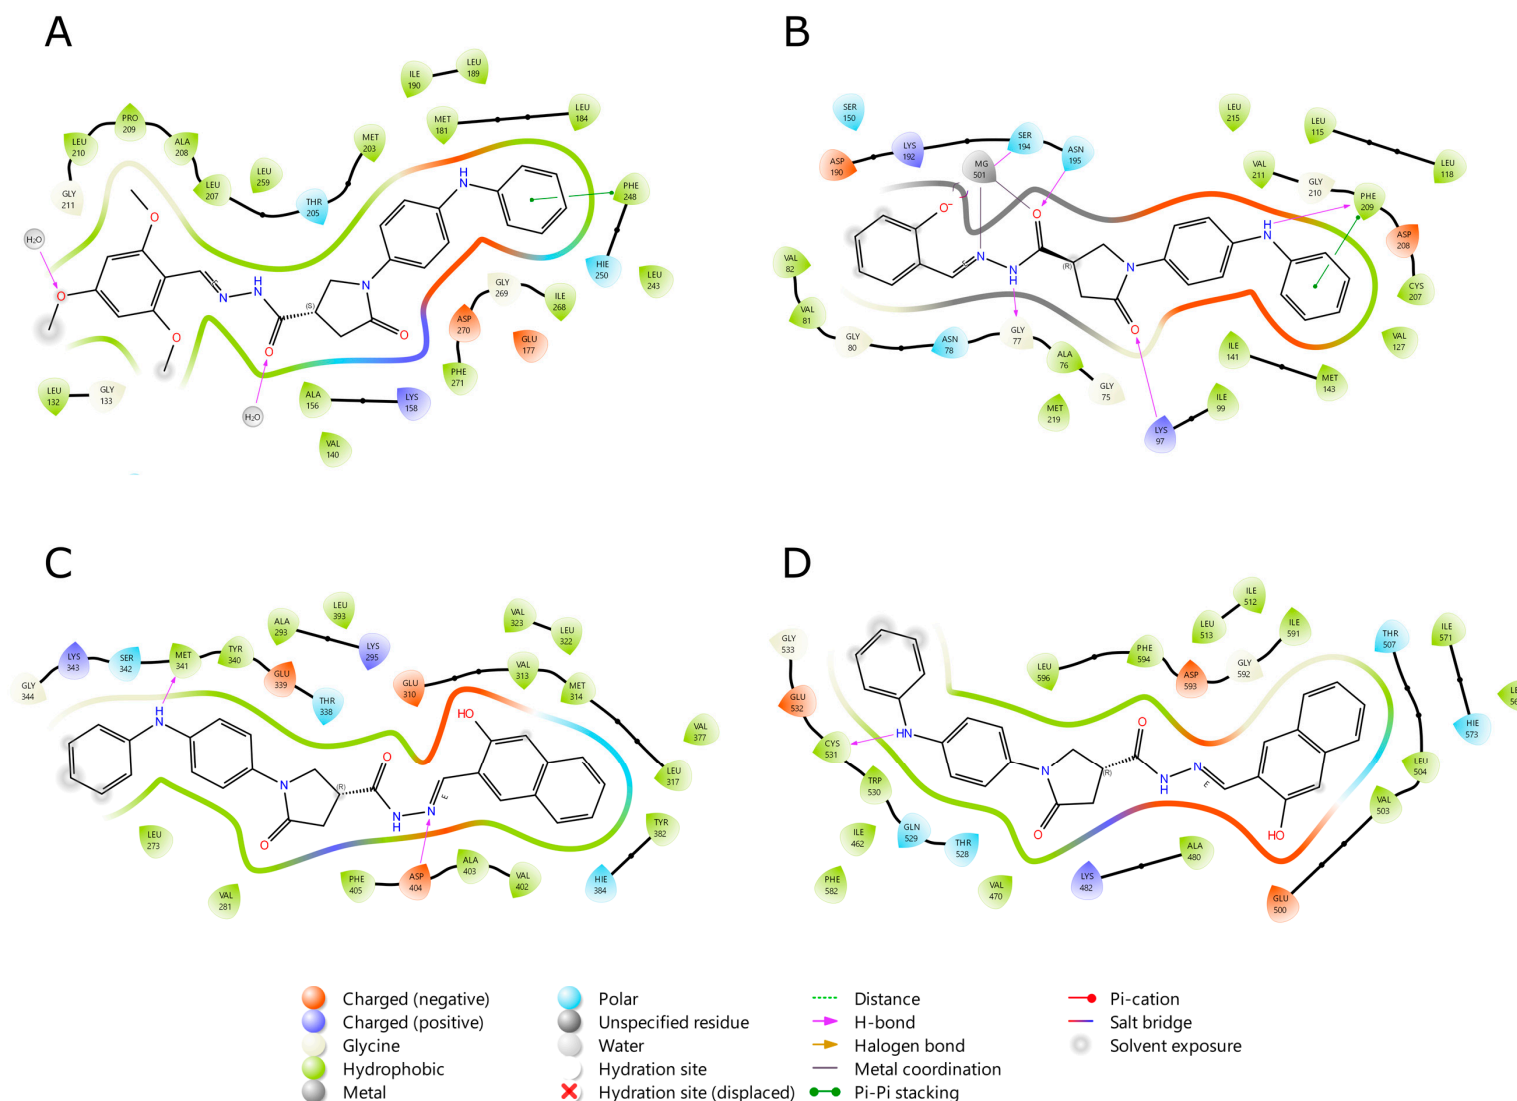 A
B
ILE
190
LEU
189
LEU
184
MET
181
PRO
209
LEU
210
ALA
208
MET
203
GLY
211
LEU
207
LEU
259
THR
205
PHE
248
HIE
250
LEU
243
ILE
268
GLY
269
ASP
270
GLU
177
PHE
271
LYS
158
ALA
156
VAL
140
LEU
132
GLY
133
H₂O
H₂O
H
N
O
O
O
N
N
H
O
(S)
N
O
E
SER
150
ASP
190
LYS
192
SER
194
ASN
195
MG
501
LEU
215
LEU
115
LEU
118
VAL
211
GLY
210
PHE
209
ASP
208
CYS
207
VAL
127
ILE
141
MET
143
ILE
99
LYS
97
MET
219
GLY
75
ALA
76
GLY
77
ASN
78
GLY
80
VAL
81
VAL
82
O⁻
O
N
NH
H
N
(R)
N
O
E
C
D
LYS
343
SER
342
MET
341
TYR
340
GLU
339
THR
338
GLY
344
ALA
293
LEU
393
LYS
295
GLU
310
VAL
323
LEU
322
VAL
313
MET
314
VAL
377
LEU
317
TYR
382
HIE
384
VAL
402
ALA
403
ASP
404
PHE
405
LEU
273
VAL
281
H
N
N
O
(R)
O
N
H
N
E
HO
GLY
533
GLU
532
CYS
531
TRP
530
GLN
529
THR
528
ILE
462
PHE
582
VAL
470
LYS
482
ALA
480
GLU
500
VAL
503
LEU
504
HIE
573
ILE
571
THR
507
ILE
591
GLY
592
ASP
593
PHE
594
LEU
596
LEU
513
ILE
512
HN
N
O
(R)
O
N
H
N
E
HO
Charged (negative)
Charged (positive)
Glycine
Hydrophobic
Metal
Polar
Unspecified residue
Water
Hydration site
Hydration site (displaced)
Distance
H-bond
Halogen bond
Metal coordination
Pi-Pi stacking
Pi-cation
Salt bridge
Solvent exposure